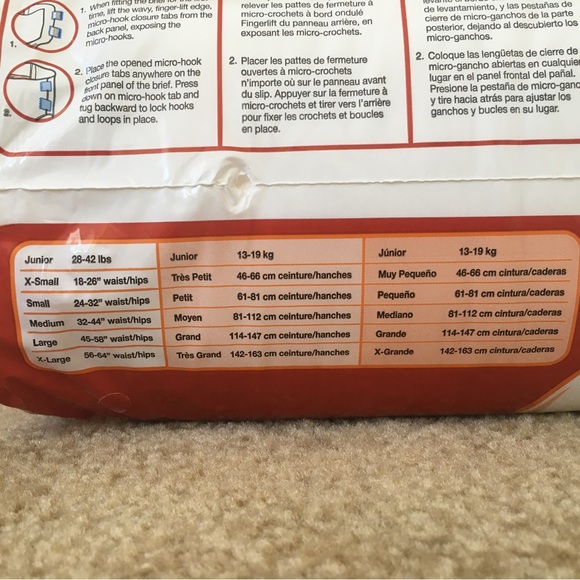 1. When fitting the brief for the first
time, lift the wavy, finger-lift edge,
micro-hook closure tabs from the
back panel, exposing the
micro-hooks.
1.
2. Place the opened micro-hook
closure tabs anywhere on the
front panel of the brief. Press
down on micro-hook tab and
tug backward to lock hooks
and loops in place.
2.
relever les pattes de fermeture à
micro-crochets à bord ondulé
Fingerlift du panneau arrière, en
exposant les micro-crochets.
2. Placer les pattes de fermeture
ouvertes à micro-crochets
n'importe où sur le panneau avant
du slip. Appuyer sur la fermeture à
micro-crochets et tirer vers l'arrière
pour fixer les crochets et boucles
en place.
de levantamiento, y las pestañas de
cierre de micro-ganchos de la parte
posterior, dejando al descubierto los
micro-ganchos.
2. Coloque las lengüetas de cierre de
micro-gancho abiertas en cualquier
lugar en el panel frontal del pañal.
Presione la pestaña de micro-ganc
y tire hacia atrás para ajustar los
ganchos y bucles en su lugar.
Junior 28-42 lbs
X-Small 18-26" waist/hips
Small 24-32" waist/hips
Medium 32-44" waist/hips
Large 45-58" waist/hips
X-Large 56-64" waist/hips
Junior 13-19 kg
Très Petit 46-66 cm ceinture/hanches
Petit 61-81 cm ceinture/hanches
Moyen 81-112 cm ceinture/hanches
Grand 114-147 cm ceinture/hanches
Très Grand 142-163 cm ceinture/hanches
Júnior 13-19 kg
Muy Pequeño 46-66 cm cintura/caderas
Pequeño 61-81 cm cintura/caderas
Mediano 81-112 cm cintura/caderas
Grande 114-147 cm cintura/caderas
X-Grande 142-163 cm cintura/caderas